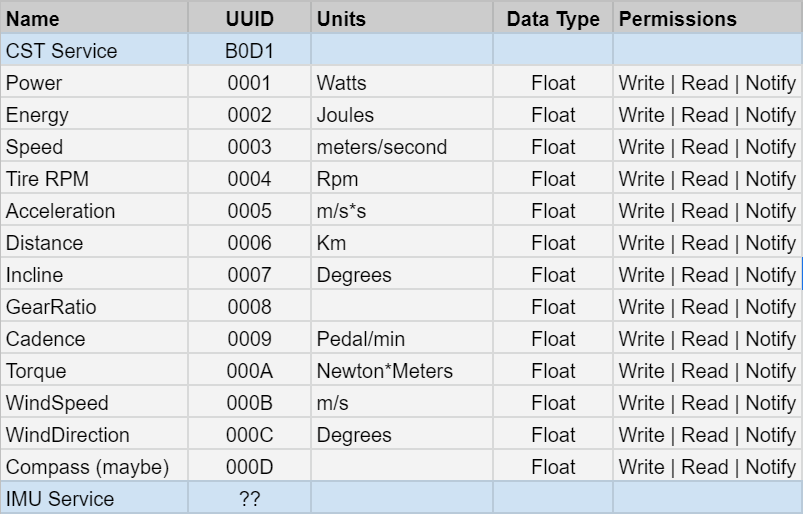 Name UUID Units Data Type Permissions
CST Service B0D1
Power 0001 Watts Float Write | Read | Notify
Energy 0002 Joules Float Write | Read | Notify
Speed 0003 meters/second Float Write | Read | Notify
Tire RPM 0004 Rpm Float Write | Read | Notify
Acceleration 0005 m/s*s Float Write | Read | Notify
Distance 0006 Km Float Write | Read | Notify
Incline 0007 Degrees Float Write | Read | Notify
GearRatio 0008 Float Write | Read | Notify
Cadence 0009 Pedal/min Float Write | Read | Notify
Torque 000A Newton*Meters Float Write | Read | Notify
WindSpeed 000B m/s Float Write | Read | Notify
WindDirection 000C Degrees Float Write | Read | Notify
Compass (maybe) 000D Float Write | Read | Notify
IMU Service ??